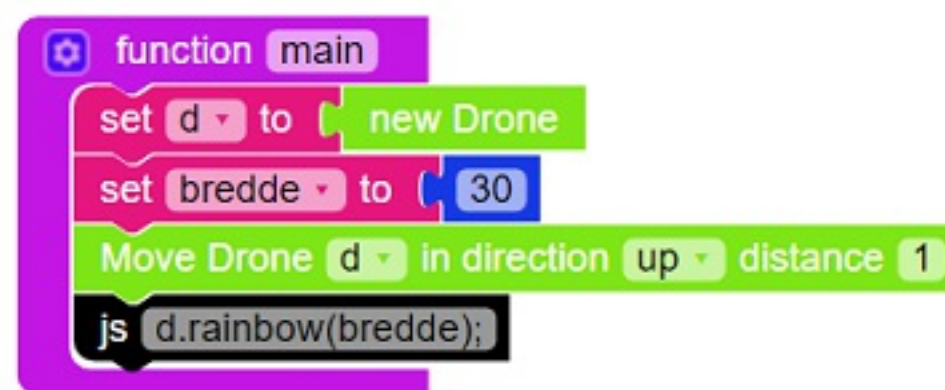 function main
set d to new Drone
set bredde to 30
Move Drone d in direction up distance 1
js d.rainbow(bredde);